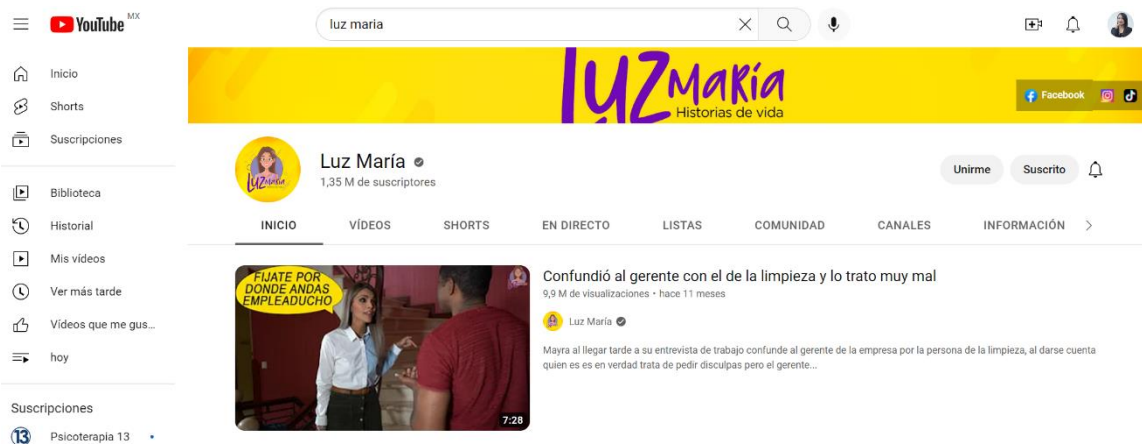 YouTube MX
luz maria
Inicio
Shorts
Suscripciones
Biblioteca
Historial
Mis vídeos
Ver más tarde
Vídeos que me gus...
hoy
Suscripciones
13 Psicoterapia 13
LUZ MARÍA
Historias de vida
Facebook
LUZ MARÍA
Luz María
1,35 M de suscriptores
Unirme
Suscrito
INICIO VÍDEOS SHORTS EN DIRECTO LISTAS COMUNIDAD CANALES INFORMACIÓN
FIJATE POR
DONDE ANDAS
EMPLEADUCHO
7:28
Confundió al gerente con el de la limpieza y lo trato muy mal
9,9 M de visualizaciones • hace 11 meses
Luz María
Mayra al llegar tarde a su entrevista de trabajo confunde al gerente de la empresa por la persona de la limpieza, al darse cuenta
quien es es en verdad trata de pedir disculpas pero el gerente...